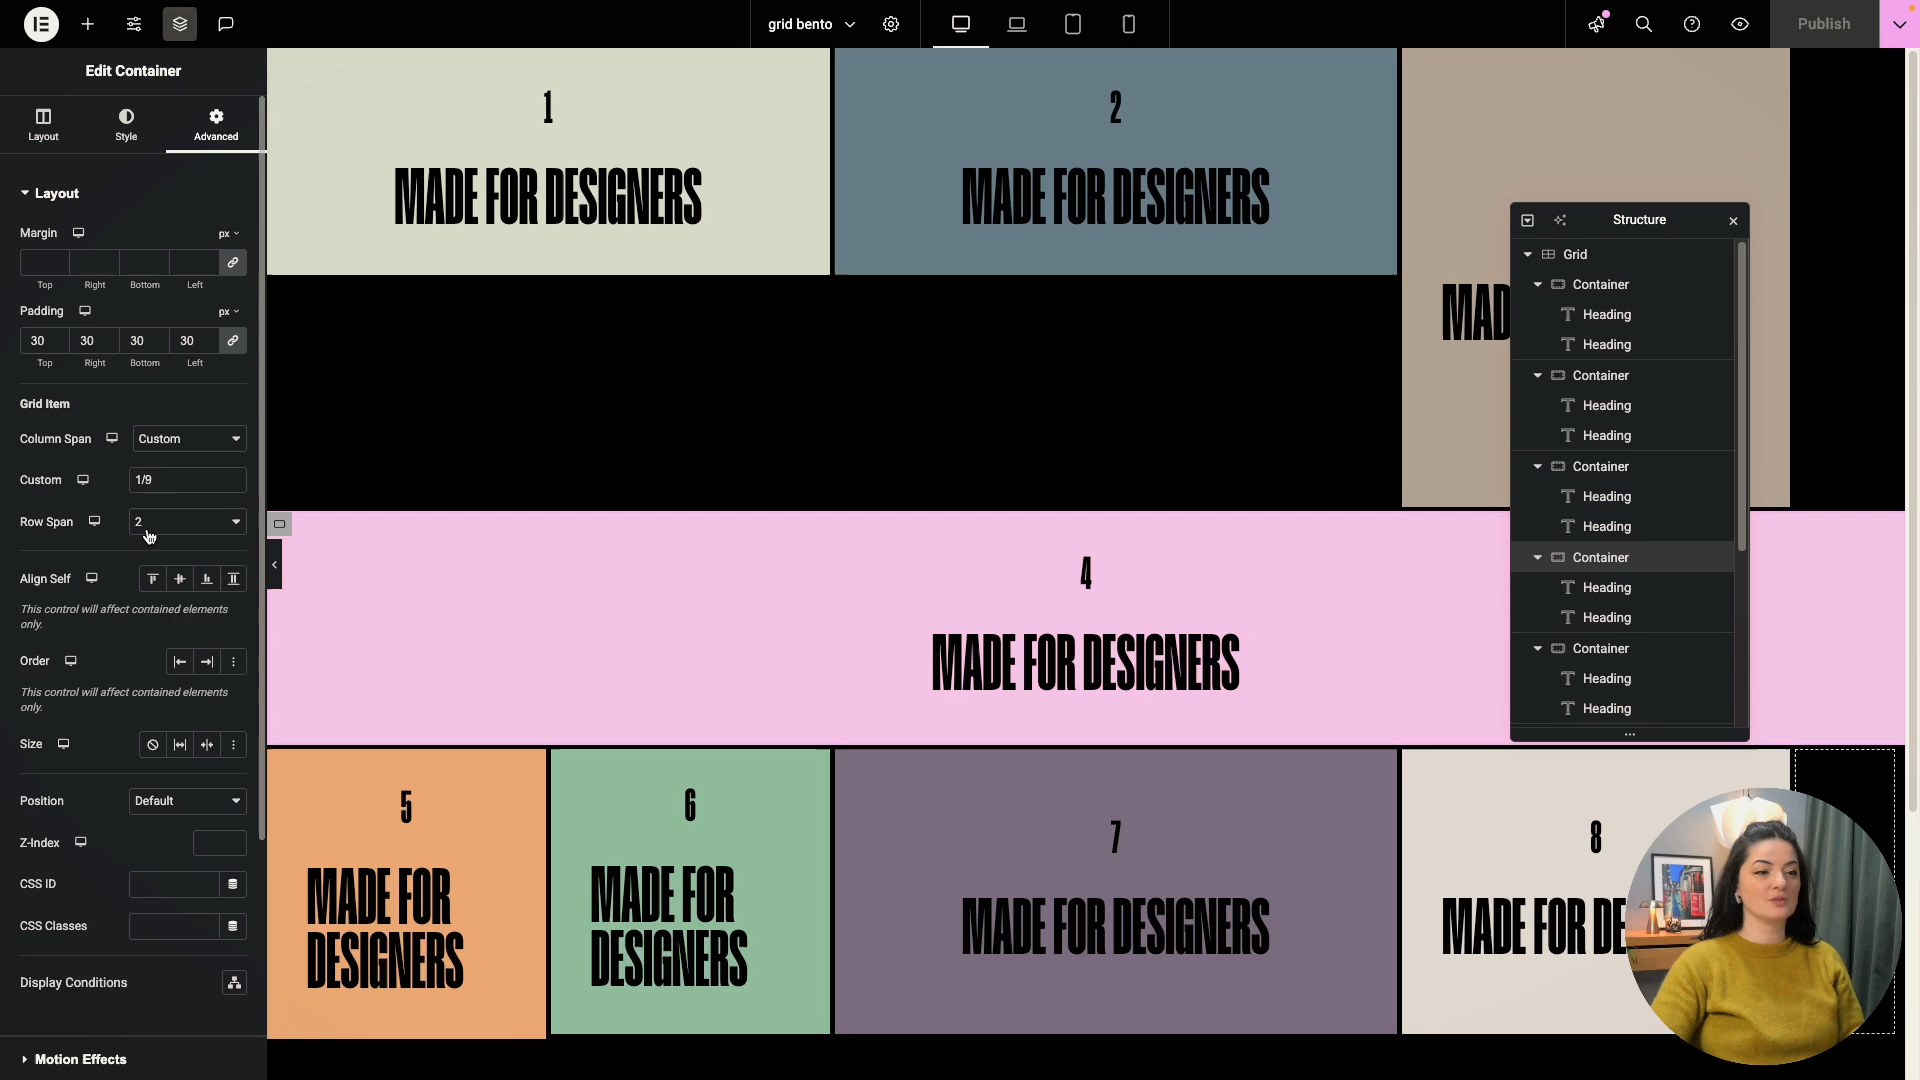 grid bento
Publish
Edit Container
Layout
Style
Advanced
Layout
Margin
px
Top
Right
Bottom
Left
Padding
px
30
30
30
30
Top
Right
Bottom
Left
Grid Item
Column Span
Custom
Custom
1/9
Row Span
2
Align Self
This control will affect contained elements
only.
Order
This control will affect contained elements
only.
Size
Position
Default
Z-Index
CSS ID
CSS Classes
Display Conditions
Motion Effects
1
MADE FOR DESIGNERS
2
MADE FOR DESIGNERS
MAD
4
MADE FOR DESIGNERS
5
MADE FOR
DESIGNERS
6
MADE FOR
DESIGNERS
7
MADE FOR DESIGNERS
8
MADE FOR DE
Structure
Grid
Container
Heading
Heading
Container
Heading
Heading
Container
Heading
Heading
Container
Heading
Heading
Container
Heading
Heading